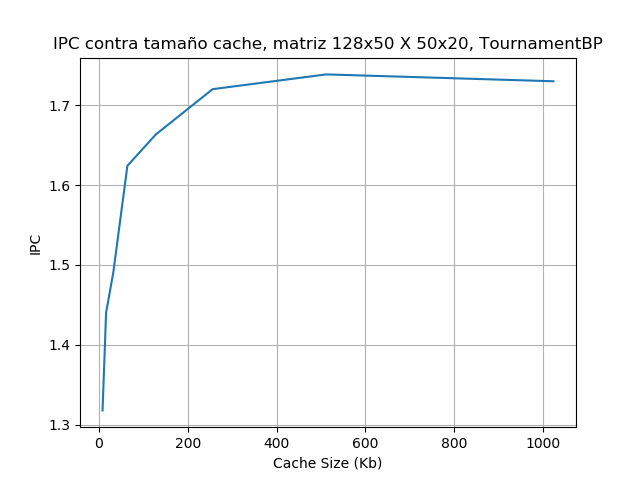 IPC contra tamaño cache, matriz 128x50 X 50x20, TournamentBP
1.7
1.6
1.5
1.4
1.3
IPC
0 200 400 600 800 1000
Cache Size (Kb)